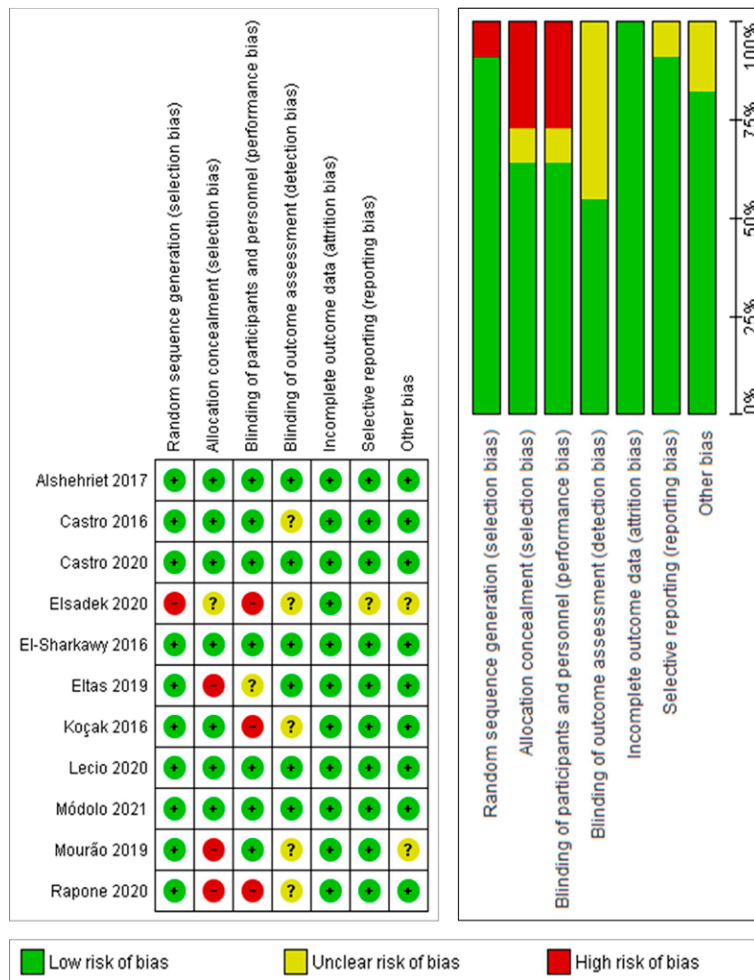 Random sequence generation (selection bias)
Allocation concealment (selection bias)
Blinding of participants and personnel (performance bias)
Blinding of outcome assessment (detection bias)
Incomplete outcome data (attrition bias)
Selective reporting (reporting bias)
Other bias
Alshehriet 2017 + + + + + + +
Castro 2016 + + + ? + + +
Castro 2020 + + + + + + +
Elsadek 2020 - ? - ? + ? ?
El-Sharkawy 2016 + + + + + + +
Eltas 2019 + - ? + + + +
Koçak 2016 + + - ? + + +
Lecio 2020 + + + + + + +
Módolo 2021 + + + + + + +
Mourão 2019 + - + ? + + ?
Rapone 2020 + - - ? + + +
100%
75%
50%
25%
0%
Random sequence generation (selection bias)
Allocation concealment (selection bias)
Blinding of participants and personnel (performance bias)
Blinding of outcome assessment (detection bias)
Incomplete outcome data (attrition bias)
Selective reporting (reporting bias)
Other bias
Low risk of bias
Unclear risk of bias
High risk of bias